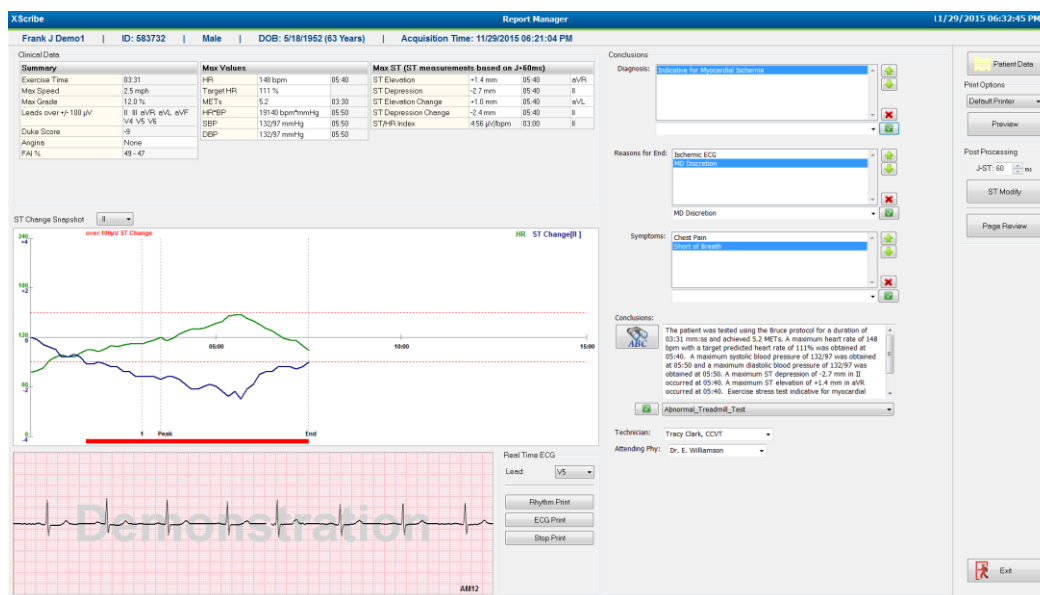 XScribe Report Manager 11/29/2015 06:32:45 PM
Frank J Demo1 | ID: 583732 | Male | DOB: 5/18/1952 (63 Years) | Acquisition Time: 11/29/2015 06:21:04 PM
Clinical Data
Summary
Exercise Time 03:31
Max Speed 2.5 mph
Max Grade 12.0 %
Leads over +/-100 µV II III aVR aVL aVF
V4 V5 V6
Duke Score -9
Angina None
FAI % 49 - 47
Max Values
HR 148 bpm 05:40
Target HR 111 %
METs 5.2 03:30
HR*BP 19140 bpm*mmHg 05:50
SBP 132/97 mmHg 05:50
DBP 132/97 mmHg 05:50
Max ST (ST measurements based on J+60ms)
ST Elevation +1.4 mm 05:40 aVR
ST Depression -2.7 mm 05:40 II
ST Elevation Change +1.0 mm 05:40 aVL
ST Depression Change -2.4 mm 05:40 II
ST/HR Index 4.56 µV/bpm 03:00 II
ST Change Snapshot II
240
+4
over 100µV ST Change
HR ST Change[II ]
180
+2
120
0
05:00 10:00 15:00
60
-2
0
-4
1 Peak End
Demonstration
AM12
Real Time ECG
Lead: V5
Rhythm Print
ECG Print
Stop Print
Conclusions
Diagnosis: Indicative for Myocardial Ischemia
Reasons for End: Ischemic ECG
MD Discretion
MD Discretion
Symptoms: Chest Pain
Short of Breath
Conclusions:
ABC
The patient was tested using the Bruce protocol for a duration of
03:31 mm:ss and achieved 5.2 METs. A maximum heart rate of 148
bpm with a target predicted heart rate of 111% was obtained at
05:40. A maximum systolic blood pressure of 132/97 was obtained
at 05:50 and a maximum diastolic blood pressure of 132/97 was
obtained at 05:50. A maximum ST depression of -2.7 mm in II
occurred at 05:40. A maximum ST elevation of +1.4 mm in aVR
occurred at 05:40. Exercise stress test indicative for myocardial
Abnormal_Treadmill_Test
Technician: Tracy Clark, CCVT
Attending Phy: Dr. E. Williamson
Patient Data
Print Options
Default Printer
Preview
Post Processing
J-ST: 60 ms
ST Modify
Page Review
Exit